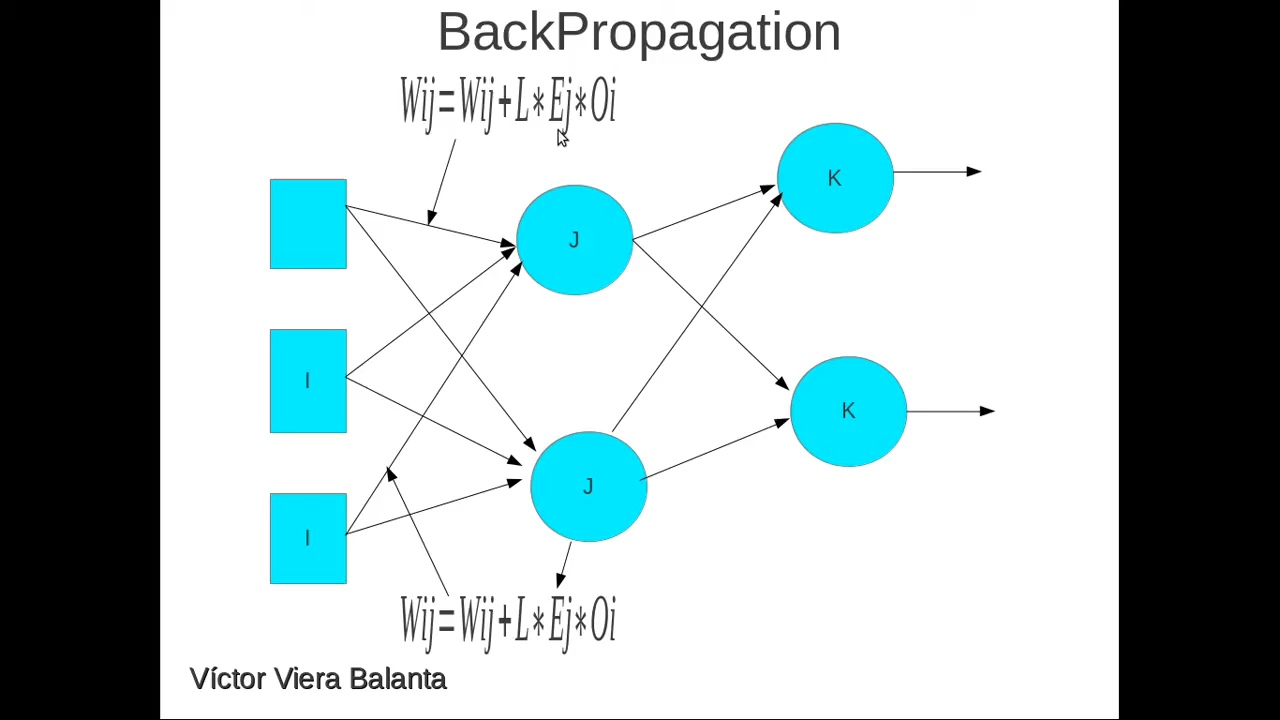 BackPropagation
Wij=Wij+L*Ej*Oi
K
J
I
K
J
I
Wij=Wij+L*Ej*Oi
Víctor Viera Balanta